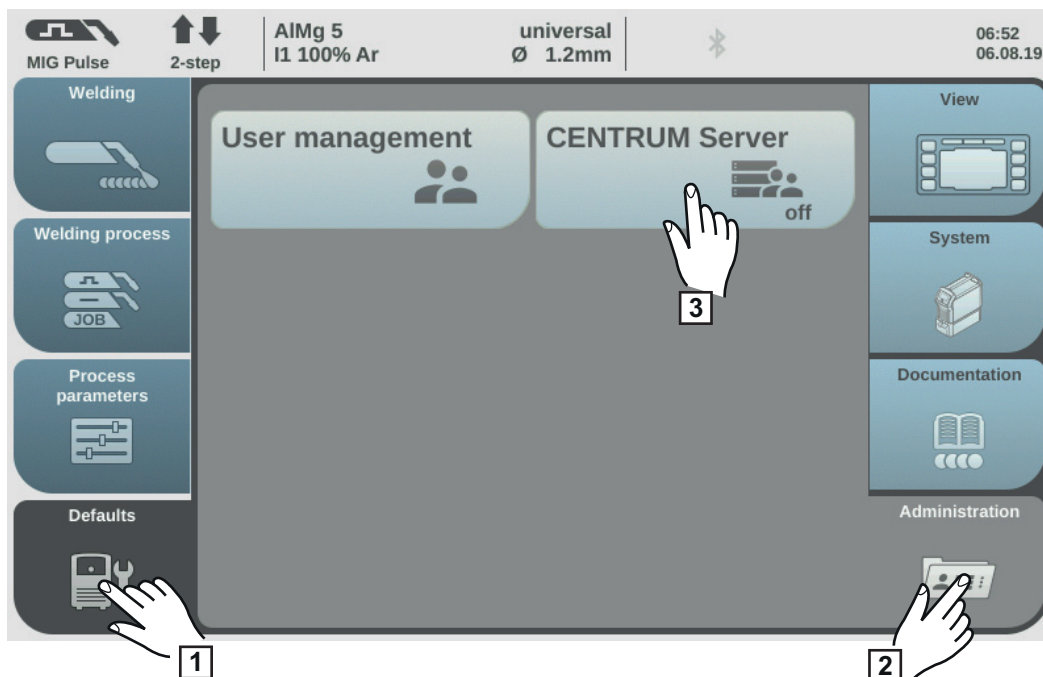 MIG Pulse
2-step
AlMg 5
I1 100% Ar
universal
Ø 1.2mm
06:52
06.08.19
Welding
Welding process
JOB
Process
parameters
Defaults
User management
CENTRUM Server
off
View
System
Documentation
Administration
1
2
3